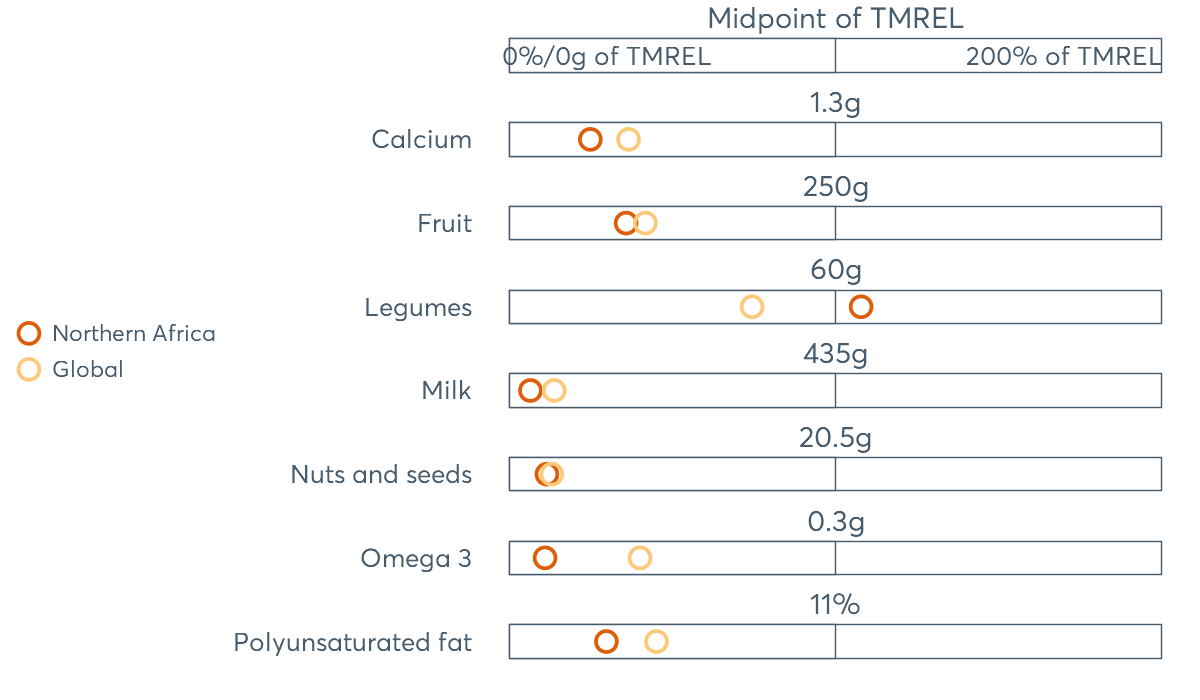 Midpoint of TMREL
0%/0g of TMREL
200% of TMREL
1.3g
Calcium
250g
Fruit
60g
Legumes
Northern Africa
435g
Global
Milk
20.5g
Nuts and seeds
0.3g
Omega 3
11%
Polyunsaturated fat